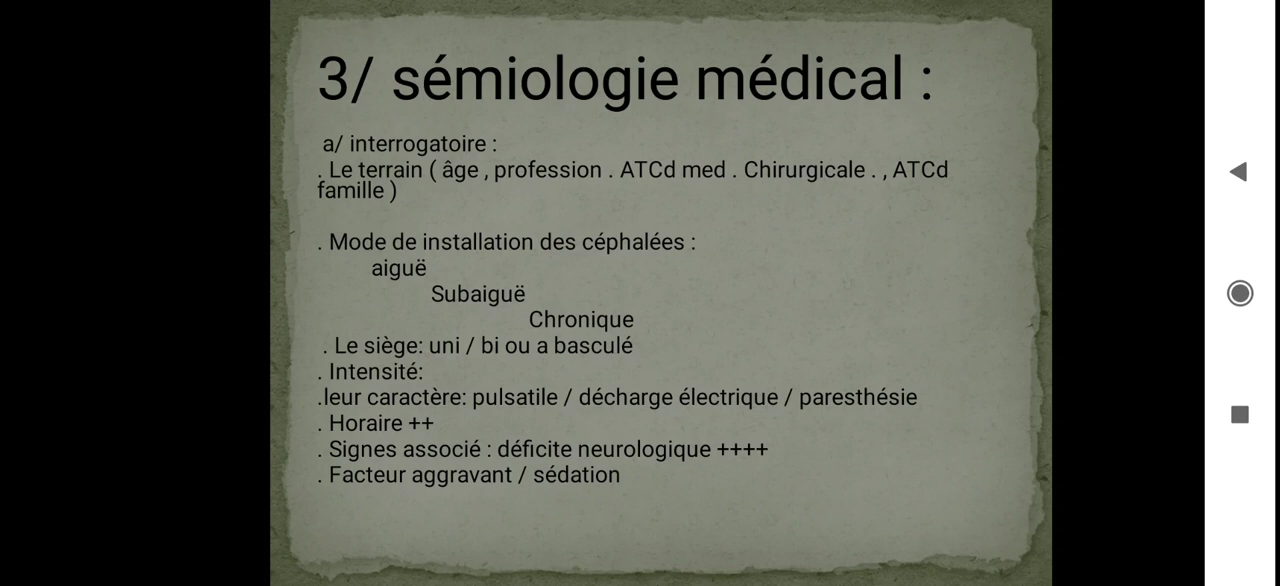 3/ sémiologie médical :
a/ interrogatoire :
. Le terrain ( âge , profession . ATCd med . Chirurgicale . , ATCd
famille )
. Mode de installation des céphalées :
aiguë
Subaiguë
Chronique
. Le siège: uni / bi ou a basculé
. Intensité:
.leur caractère: pulsatile / décharge électrique / paresthésie
. Horaire ++
. Signes associé : déficite neurologique ++++
. Facteur aggravant / sédation